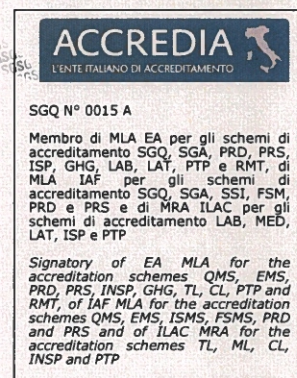 ACCREDIA
L'ENTE ITALIANO DI ACCREDITAMENTO
SGQ N° 0015 A
Membro di MLA EA per gli schemi di
accreditamento SGQ, SGA, PRD, PRS,
ISP, GHG, LAB, LAT, PTP e RMT, di
MLA IAF per gli schemi di
accreditamento SGQ, SGA, SSI, FSM,
PRD e PRS e di MRA ILAC per gli
schemi di accreditamento LAB, MED,
LAT, ISP e PTP
Signatory of EA MLA for the
accreditation schemes QMS, EMS,
PRD, PRS, INSP, GHG, TL, CL, PTP and
RMT, of IAF MLA for the accreditation
schemes QMS, EMS, ISMS, FSMS, PRD
and PRS and of ILAC MRA for the
accreditation schemes TL, ML, CL,
INSP and PTP